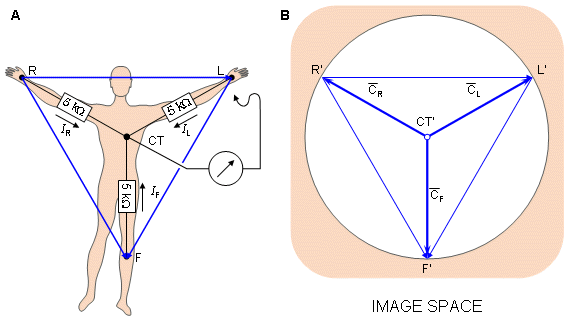 A
R
L
5 kΩ
5 kΩ
I_R
I_L
CT
5 kΩ
I_F
F
B
R'
L'
C̅_R
C̅_L
CT'
C̅_F
F'
IMAGE SPACE